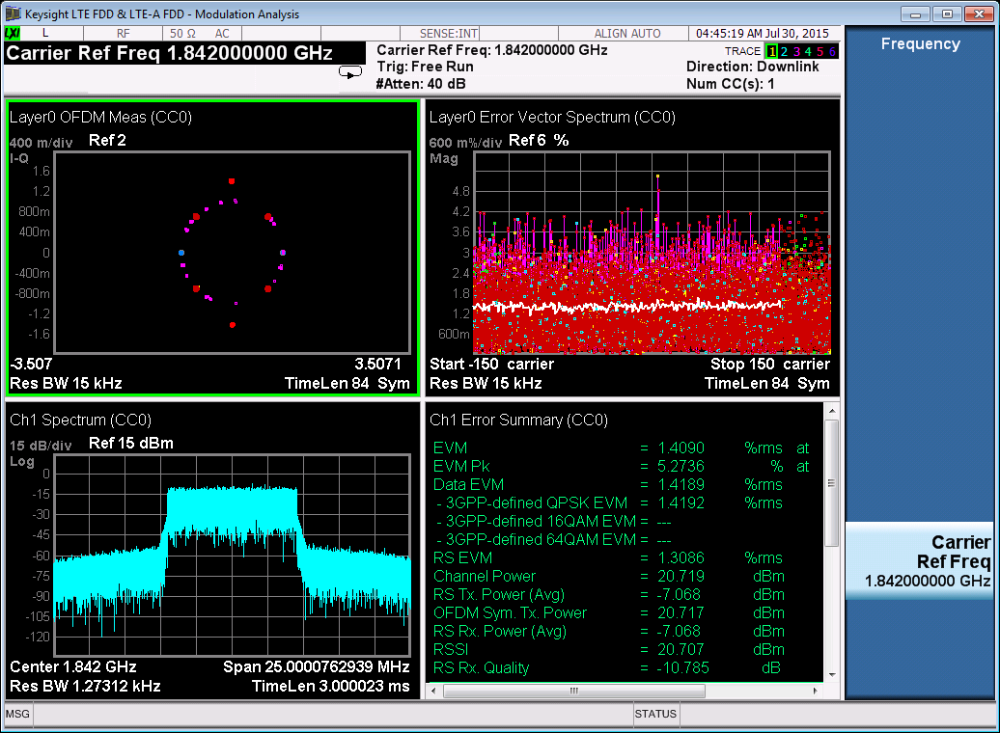 Keysight LTE FDD & LTE-A FDD - Modulation Analysis
LXI L RF 50 Ω AC SENSE:INT ALIGN AUTO 04:45:19 AM Jul 30, 2015
Carrier Ref Freq 1.842000000 GHz
Carrier Ref Freq: 1.842000000 GHz
Trig: Free Run
#Atten: 40 dB
TRACE 1 2 3 4 5 6
Direction: Downlink
Num CC(s): 1
Frequency
Layer0 OFDM Meas (CC0)
400 m/div Ref 2
I-Q
1.6
1.2
800m
400m
0
-400m
-800m
-1.2
-1.6
-3.507 3.5071
Res BW 15 kHz TimeLen 84 Sym
Layer0 Error Vector Spectrum (CC0)
600 m%/div Ref 6 %
Mag
4.8
4.2
3.6
3
2.4
1.8
1.2
600m
Start -150 carrier Stop 150 carrier
Res BW 15 kHz TimeLen 84 Sym
Ch1 Spectrum (CC0)
15 dB/div Ref 15 dBm
Log
0
-15
-30
-45
-60
-75
-90
-105
-120
Center 1.842 GHz Span 25.0000762939 MHz
Res BW 1.27312 kHz TimeLen 3.000023 ms
Ch1 Error Summary (CC0)
EVM = 1.4090 %rms at
EVM Pk = 5.2736 % at
Data EVM = 1.4189 %rms
- 3GPP-defined QPSK EVM = 1.4192 %rms
- 3GPP-defined 16QAM EVM = ---
- 3GPP-defined 64QAM EVM = ---
RS EVM = 1.3086 %rms
Channel Power = 20.719 dBm
RS Tx. Power (Avg) = -7.068 dBm
OFDM Sym. Tx. Power = 20.717 dBm
RS Rx. Power (Avg) = -7.068 dBm
RSSI = 20.707 dBm
RS Rx. Quality = -10.785 dB
Carrier
Ref Freq
1.842000000 GHz
MSG STATUS